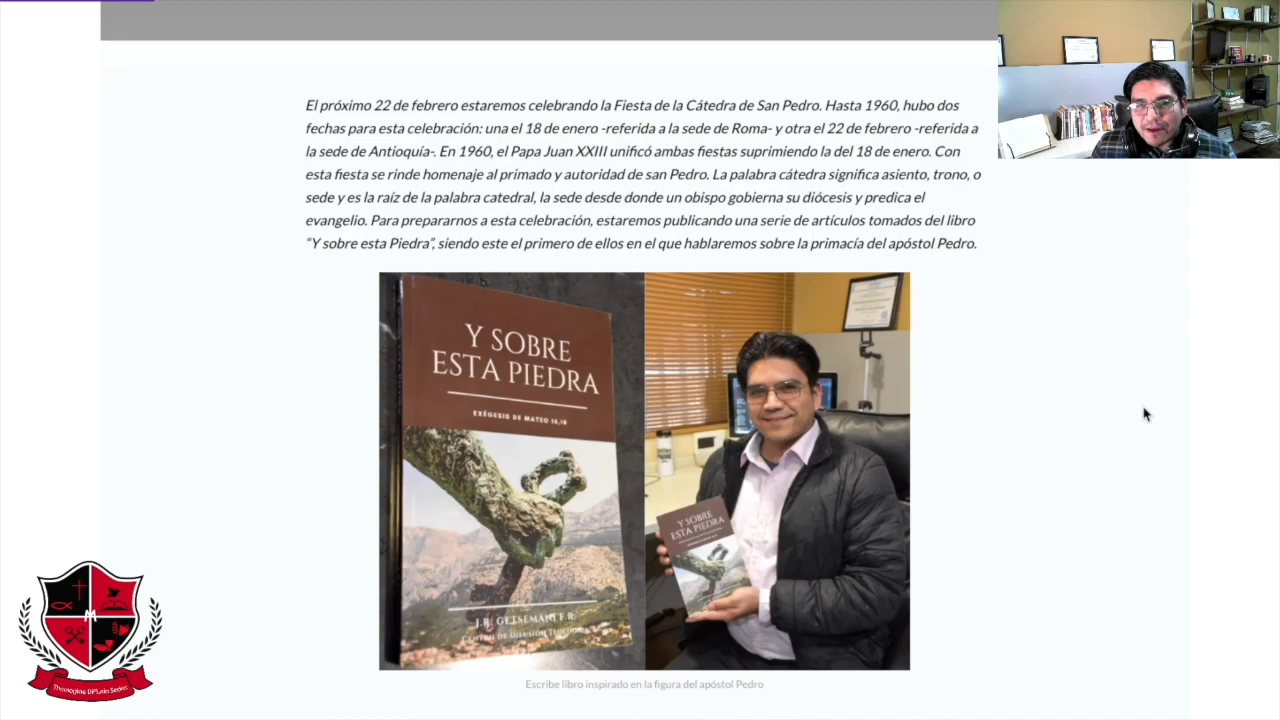 El próximo 22 de febrero estaremos celebrando la Fiesta de la Cátedra de San Pedro. Hasta 1960, hubo dos
fechas para esta celebración: una el 18 de enero -referida a la sede de Roma- y otra el 22 de febrero -referida a
la sede de Antioquía-. En 1960, el Papa Juan XXIII unificó ambas fiestas suprimiendo la del 18 de enero. Con
esta fiesta se rinde homenaje al primado y autoridad de san Pedro. La palabra cátedra significa asiento, trono, o
sede y es la raíz de la palabra catedral, la sede desde donde un obispo gobierna su diócesis y predica el
evangelio. Para prepararnos a esta celebración, estaremos publicando una serie de artículos tomados del libro
"Y sobre esta Piedra", siendo este el primero de ellos en el que hablaremos sobre la primacía del apóstol Pedro.
Y SOBRE
ESTA PIEDRA
EXÉGESIS DE MATEO 16,18
J.R. GETSEMANI F.R.
CENTRO DE DIFUSIÓN
Y SOBRE
ESTA PIEDRA
Escribe libro inspirado en la figura del apóstol Pedro
M
Theologiae Diffusio Sedes